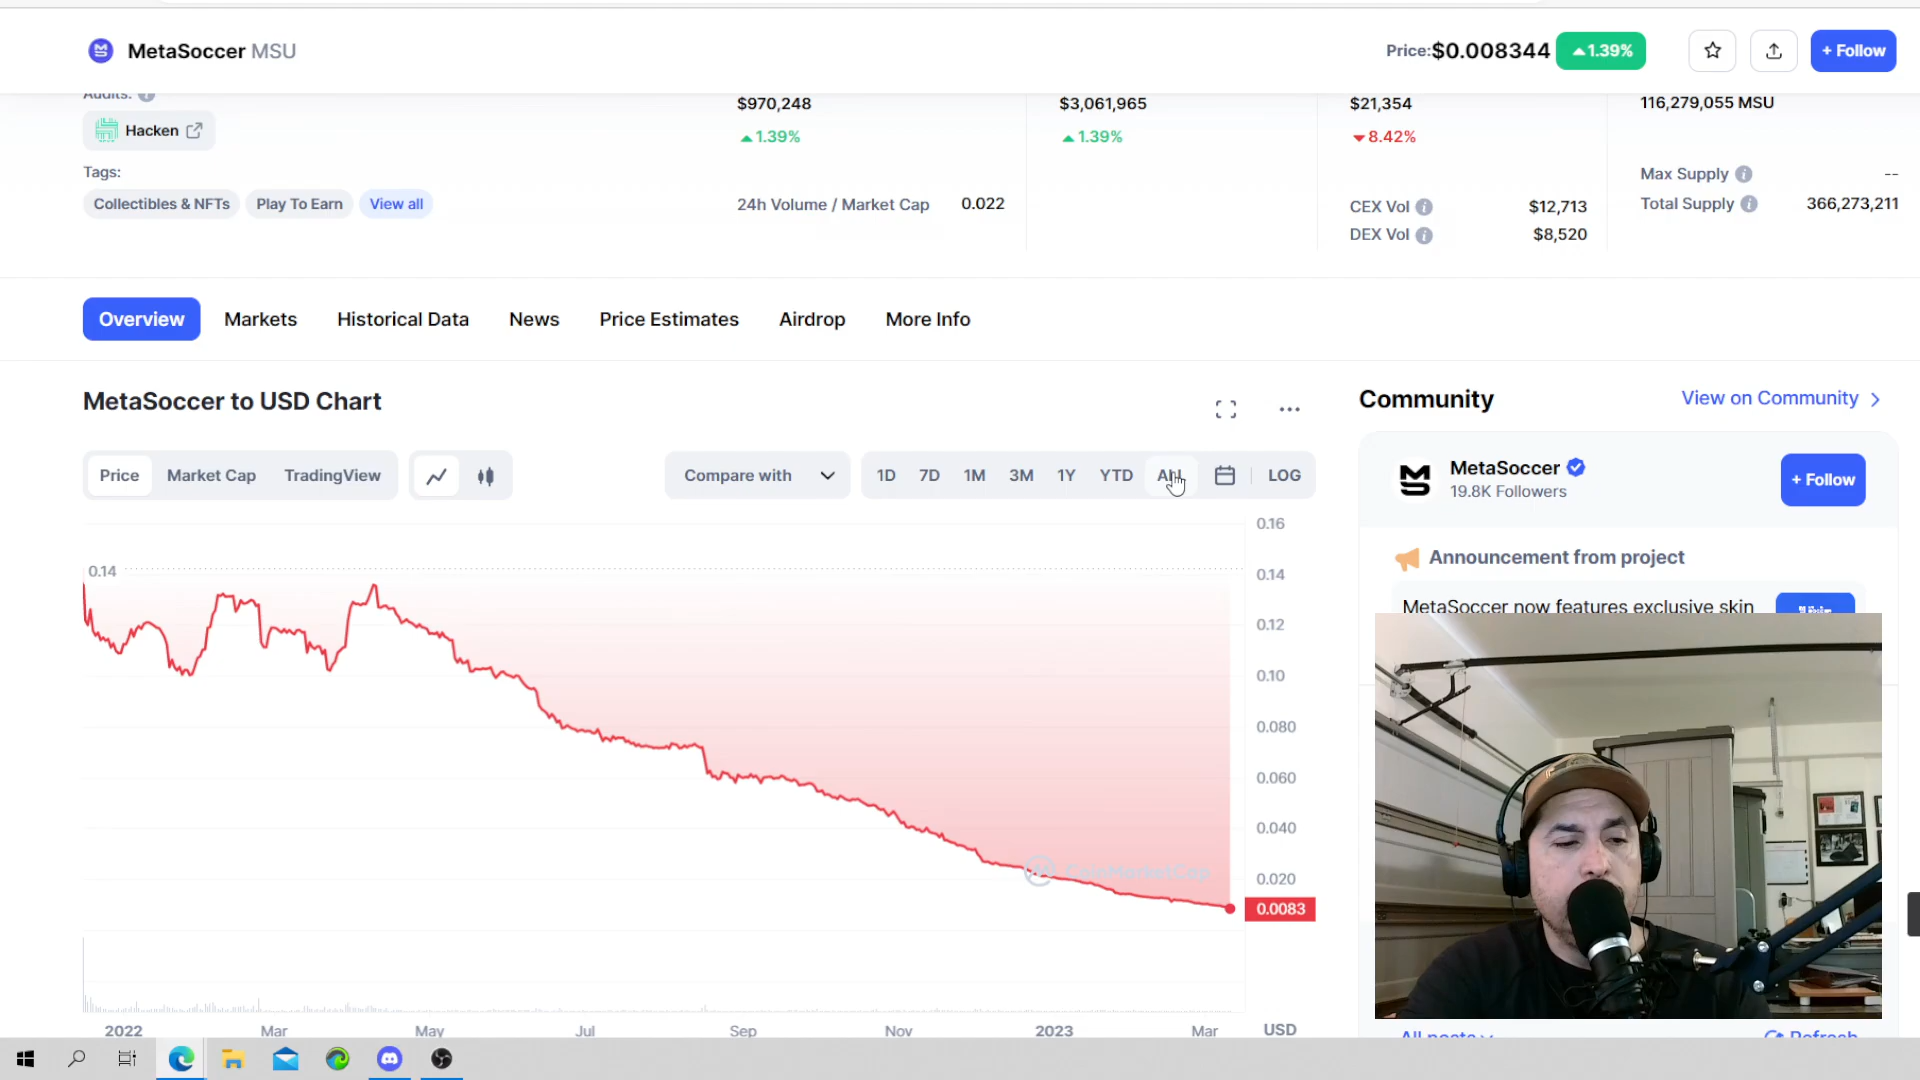 MetaSoccer MSU
Price:$0.008344 1.39%
+ Follow
Audits:
$970,248
$3,061,965
$21,354
116,279,055 MSU
Hacken
1.39%
1.39%
8.42%
Tags:
Max Supply --
Collectibles & NFTs Play To Earn View all
24h Volume / Market Cap 0.022
CEX Vol $12,713
Total Supply 366,273,211
DEX Vol $8,520
Overview Markets Historical Data News Price Estimates Airdrop More Info
MetaSoccer to USD Chart
Community
View on Community
Price Market Cap TradingView
Compare with
1D 7D 1M 3M 1Y YTD LOG
MetaSoccer
19.8K Followers
+ Follow
0.16
0.14
0.14
0.12
0.10
0.080
0.060
0.040
0.020
0.0083
CoinMarketCap
Announcement from project
MetaSoccer now features exclusive skin
2022 Mar May Jul Sep Nov 2023 Mar USD
All posts
Refresh